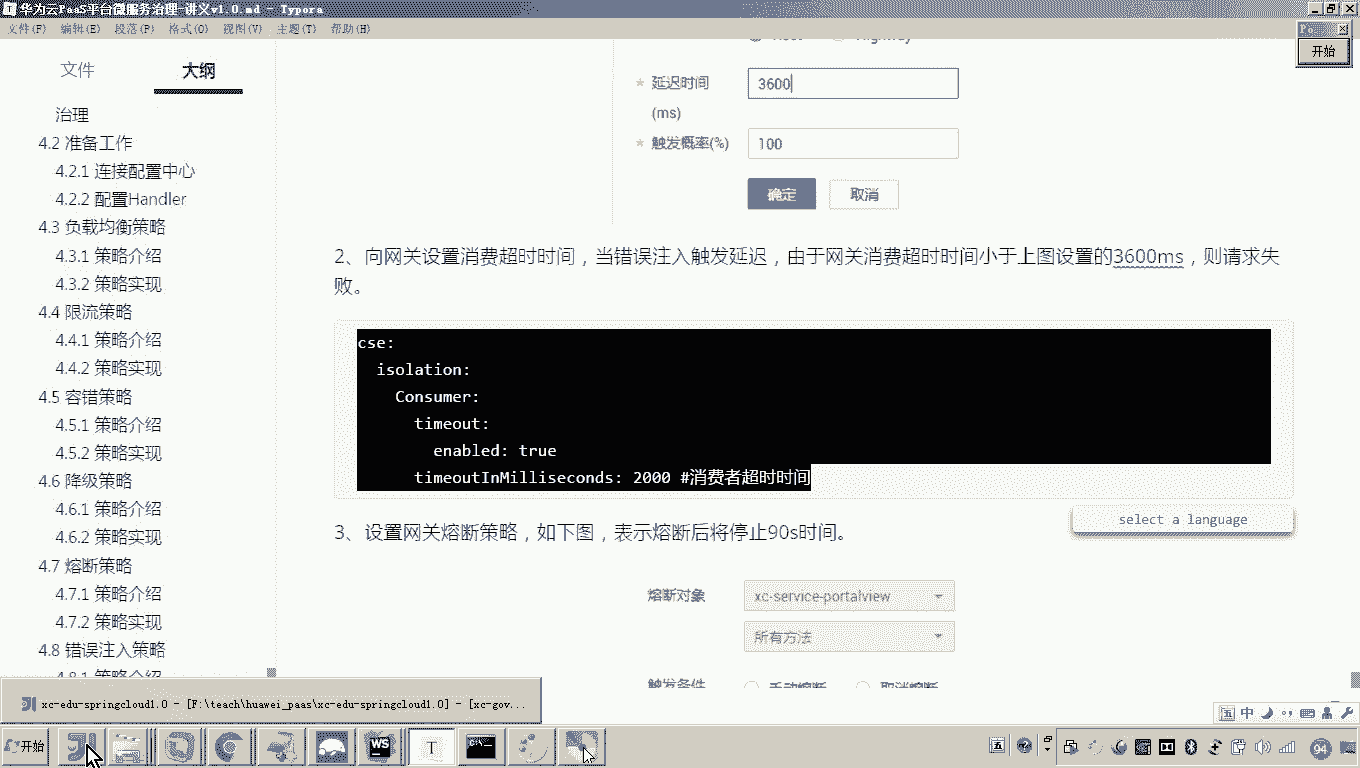 华为云PaaS平台微服务治理-讲义v1.0.md - Typora
文件(F) 编辑(E) 段落(P) 格式(O) 视图(V) 主题(T) 帮助(H)
开始
文件 大纲
治理
4.2 准备工作
4.2.1 连接配置中心
4.2.2 配置Handler
4.3 负载均衡策略
4.3.1 策略介绍
4.3.2 策略实现
4.4 限流策略
4.4.1 策略介绍
4.4.2 策略实现
4.5 容错策略
4.5.1 策略介绍
4.5.2 策略实现
4.6 降级策略
4.6.1 策略介绍
4.6.2 策略实现
4.7 熔断策略
4.7.1 策略介绍
4.7.2 策略实现
4.8 错误注入策略
4.8.1 策略介绍
* 延迟时间 3600
(ms)
* 触发概率(%) 100
确定 取消
2、向网关设置消费超时时间，当错误注入触发延迟，由于网关消费超时时间小于上图设置的3600ms，则请求失
败。
cse:
isolation:
Consumer:
timeout:
enabled: true
timeoutInMilliseconds: 2000 #消费者超时时间
select a language
3、设置网关熔断策略，如下图，表示熔断后将停止90s时间。
熔断对象 xc-service-portalview
所有方法
触发条件 手动熔断 取消熔断
xc-edu-springcloud1.0 - [F:\teach\huawei_paas\xc-edu-springcloud1.0] - [xc-gov...
中
开始
94